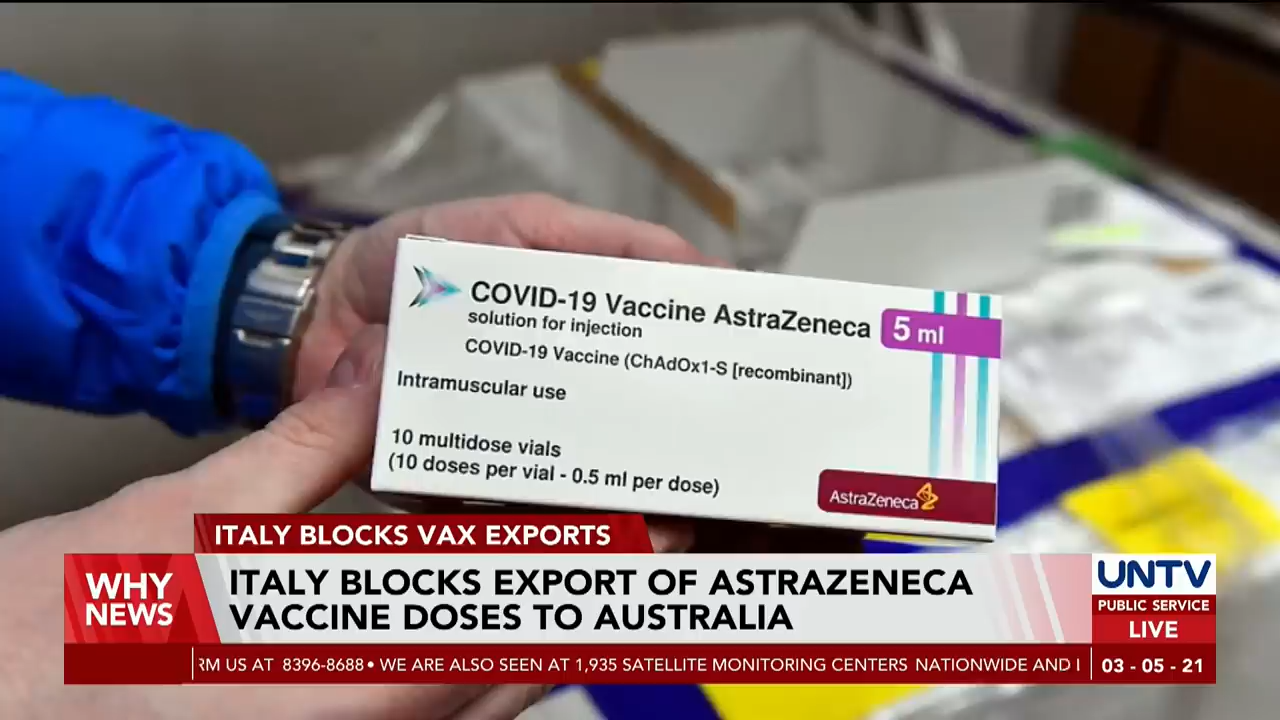 COVID-19 Vaccine AstraZeneca
5 ml
solution for injection
COVID-19 Vaccine (ChAdOx1-S [recombinant])
Intramuscular use
10 multidose vials
(10 doses per vial - 0.5 ml per dose)
AstraZeneca
ITALY BLOCKS VAX EXPORTS
WHY
NEWS
ITALY BLOCKS EXPORT OF ASTRAZENECA
VACCINE DOSES TO AUSTRALIA
UNTV
PUBLIC SERVICE
LIVE
RM US AT 8396-8688• WE ARE ALSO SEEN AT 1,935 SATELLITE MONITORING CENTERS NATIONWIDE AND
03 - 05 - 21